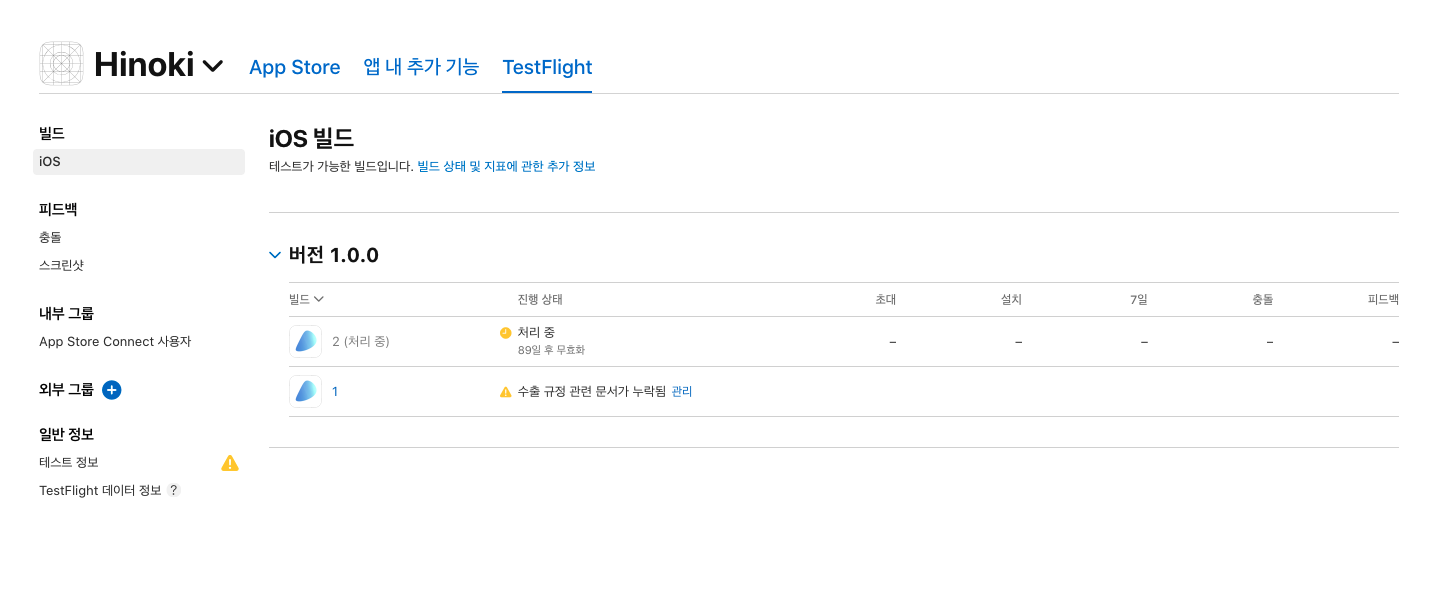 Hinoki App Store 앱 내 추가 기능 TestFlight
빌드
iOS
피드백
충돌
스크린샷
내부 그룹
App Store Connect 사용자
외부 그룹
일반 정보
테스트 정보
TestFlight 데이터 정보 ?
iOS 빌드
테스트가 가능한 빌드입니다. 빌드 상태 및 지표에 관한 추가 정보
버전 1.0.0
빌드 진행 상태 초대 설치 7일 충돌 피드백
2 (처리 중) 처리 중 – – – – –
89일 후 무효화
1 수출 규정 관련 문서가 누락됨 관리